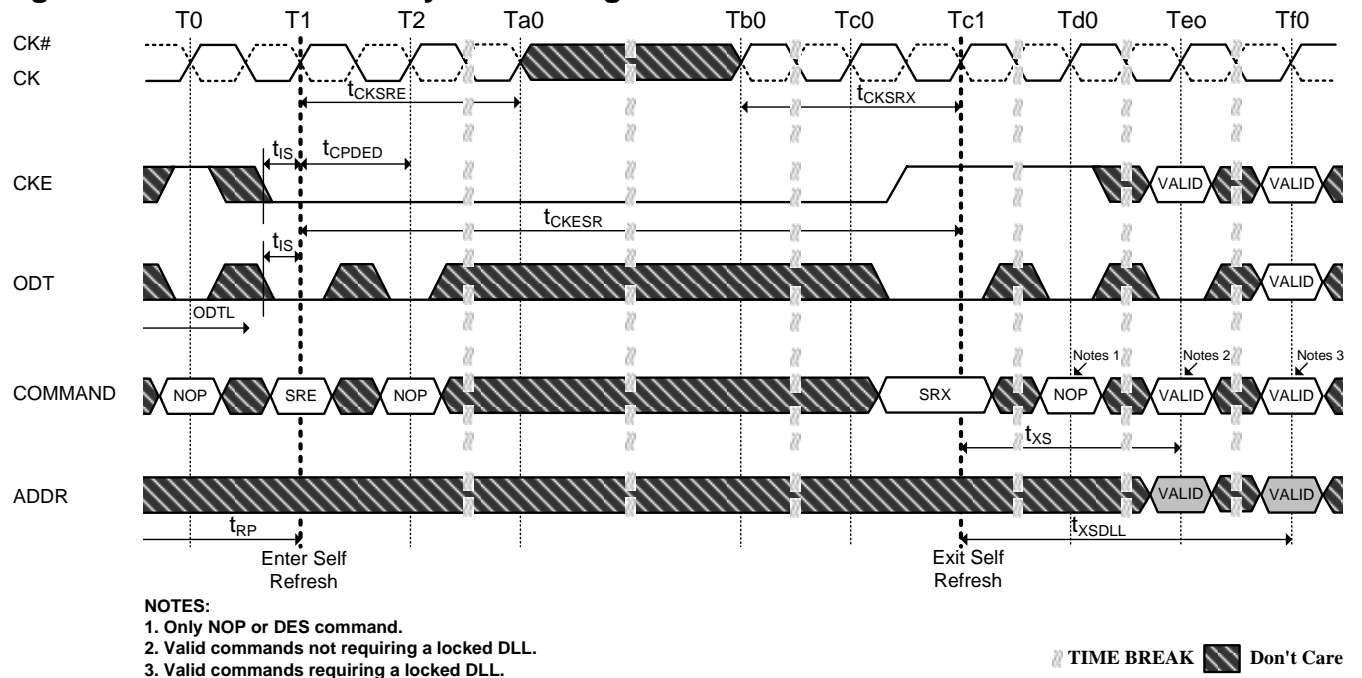 T0 T1 T2 Ta0 Tb0 Tc0 Tc1 Td0 Teo Tf0
CK#
CK
tCKSRE
tCKSRX
tIS
tCPDED
CKE
VALID
VALID
tCKESR
tIS
ODT
VALID
ODTL
Notes 1
Notes 2
Notes 3
COMMAND
NOP
SRE
NOP
SRX
NOP
VALID
VALID
tXS
ADDR
VALID
VALID
tRP
tXSDLL
Enter Self
Refresh
Exit Self
Refresh
NOTES:
1. Only NOP or DES command.
2. Valid commands not requiring a locked DLL.
3. Valid commands requiring a locked DLL.
TIME BREAK
Don't Care